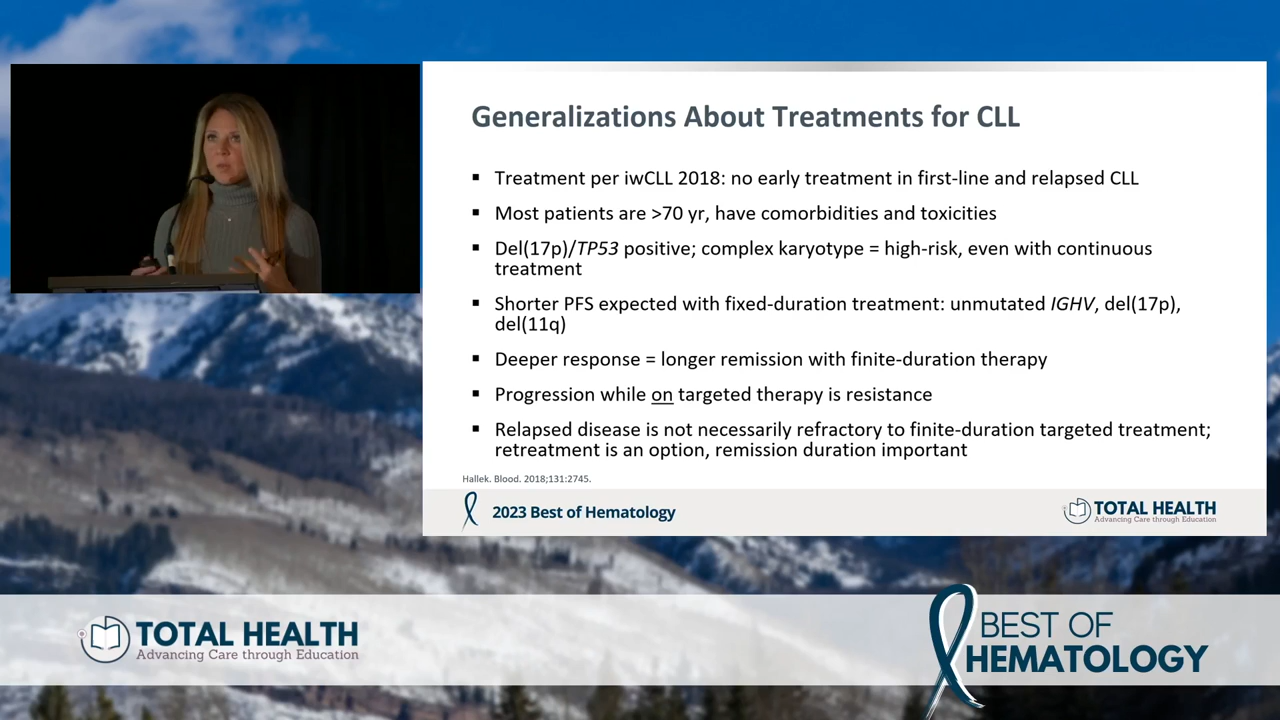 Generalizations About Treatments for CLL
▪ Treatment per iwCLL 2018: no early treatment in first-line and relapsed CLL
▪ Most patients are >70 yr, have comorbidities and toxicities
▪ Del(17p)/TP53 positive; complex karyotype = high-risk, even with continuous
treatment
▪ Shorter PFS expected with fixed-duration treatment: unmutated IGHV, del(17p),
del(11q)
▪ Deeper response = longer remission with finite-duration therapy
▪ Progression while on targeted therapy is resistance
▪ Relapsed disease is not necessarily refractory to finite-duration targeted treatment;
retreatment is an option, remission duration important
Hallek. Blood. 2018;131:2745.
2023 Best of Hematology
TOTAL HEALTH
Advancing Care through Education
TOTAL HEALTH
Advancing Care through Education
BEST OF
HEMATOLOGY